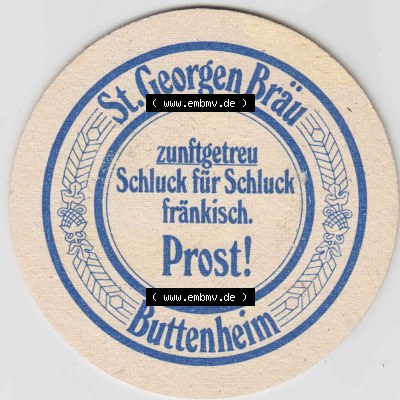 St. Georgen Bräu
( www.embmv.de )
zunftgetreu
Schluck für Schluck
fränkisch.
Prost!
( www.embmv.de )
Buttenheim